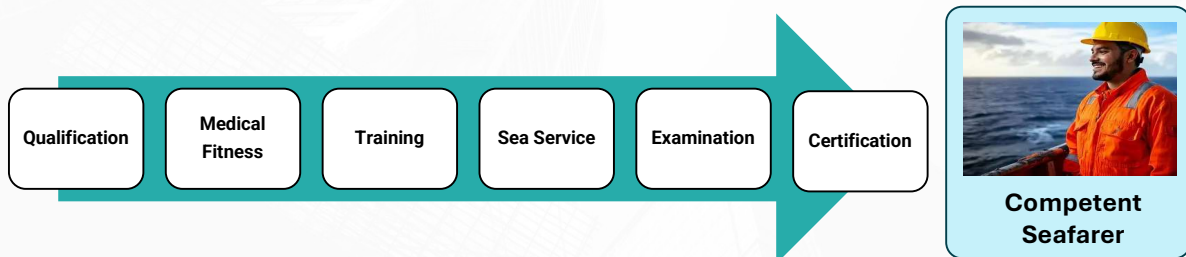 Qualification
Medical
Fitness
Training
Sea Service
Examination
Certification
Competent
Seafarer